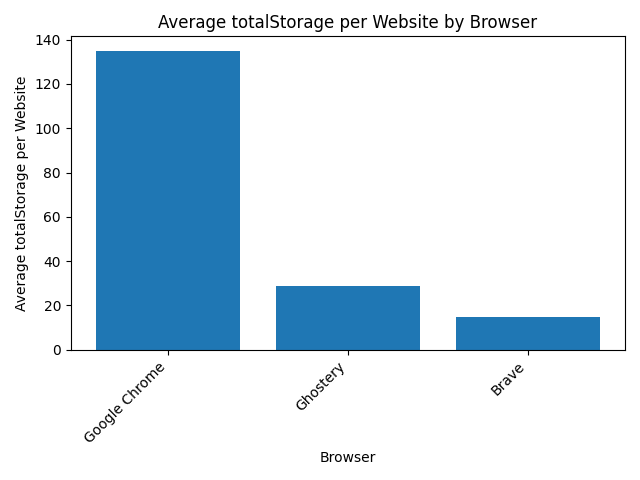 Average totalStorage per Website by Browser
Average totalStorage per Website
140
120
100
80
60
40
20
0
Google Chrome
Ghostery
Brave
Browser